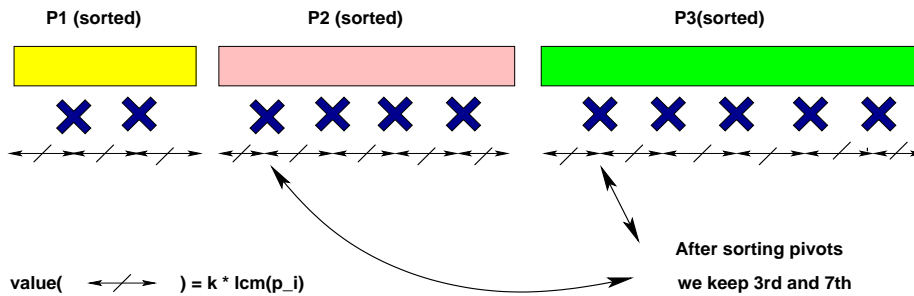 P1 (sorted)
P2 (sorted)
P3(sorted)
After sorting pivots
we keep 3rd and 7th
value( ) = k * lcm(p_i)